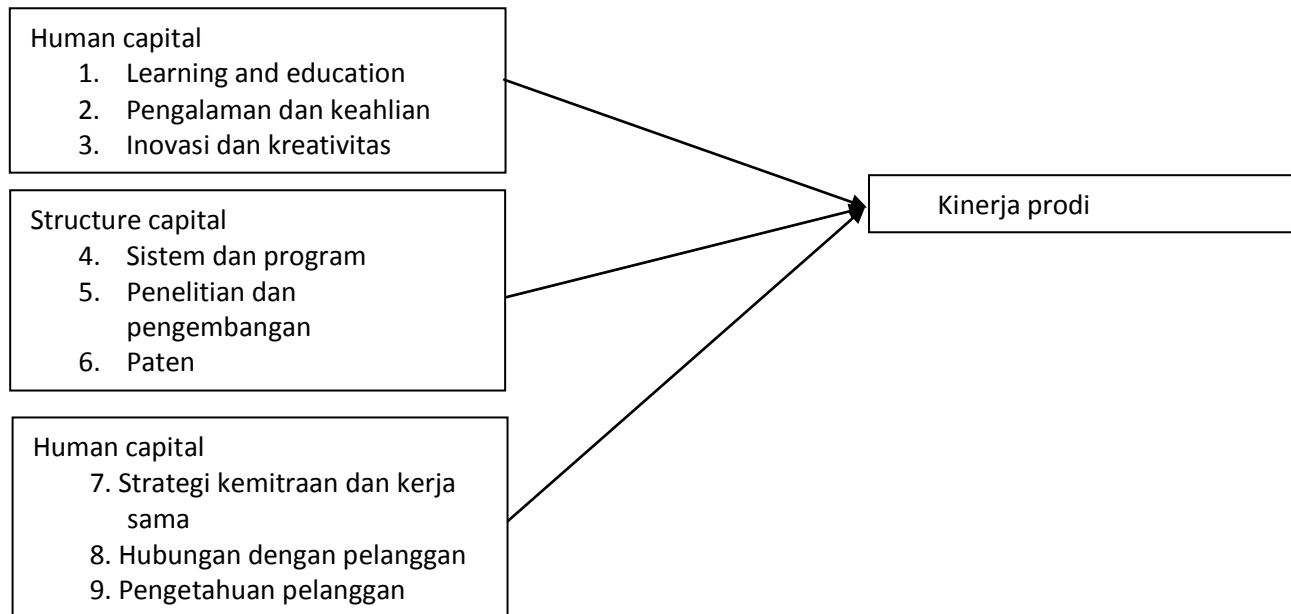 Human capital
1. Learning and education
2. Pengalaman dan keahlian
3. Inovasi dan kreativitas
Structure capital
4. Sistem dan program
5. Penelitian dan
pengembangan
6. Paten
Human capital
7. Strategi kemitraan dan kerja
sama
8. Hubungan dengan pelanggan
9. Pengetahuan pelanggan
Kinerja prodi